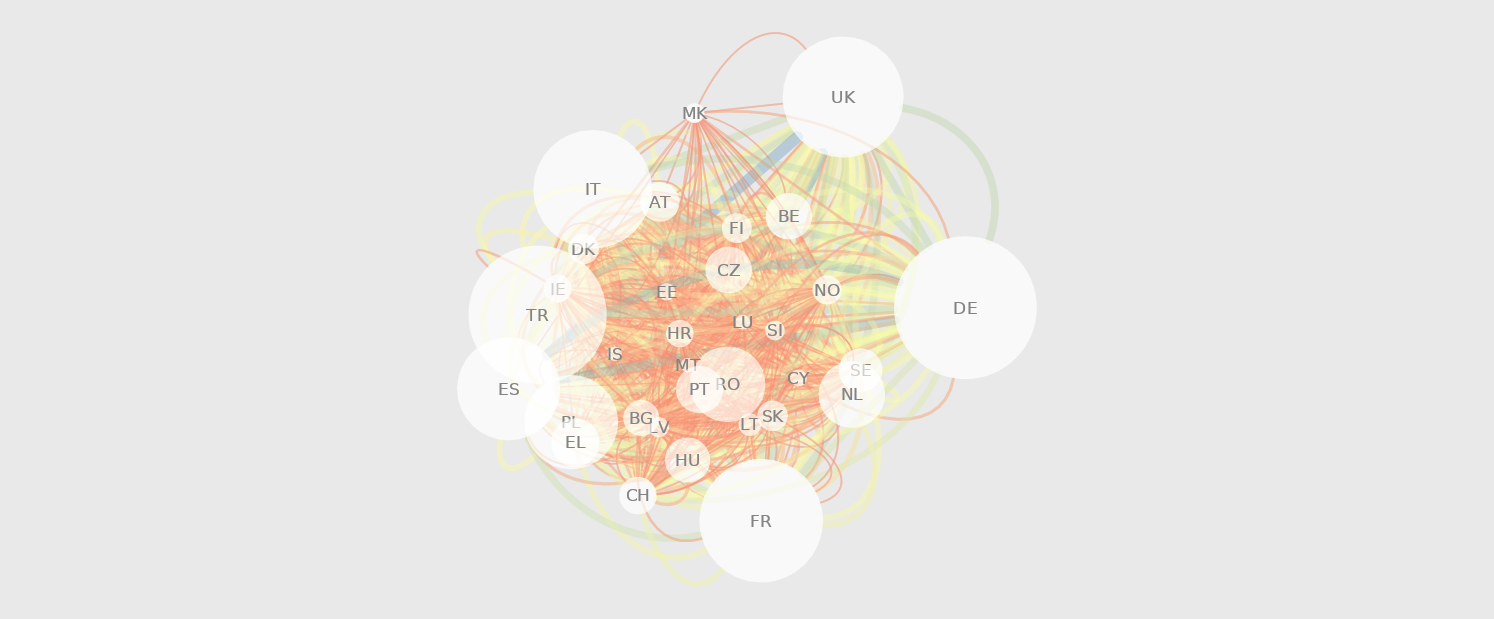 UK
MK
IT
AT
BE
FI
DK
CZ
IE
EE
NO
DE
TR
LU
SI
HR
IS
MT
SE
CY
RO
PT
ES
NL
SK
BG
PL
LT
LV
EL
HU
CH
FR